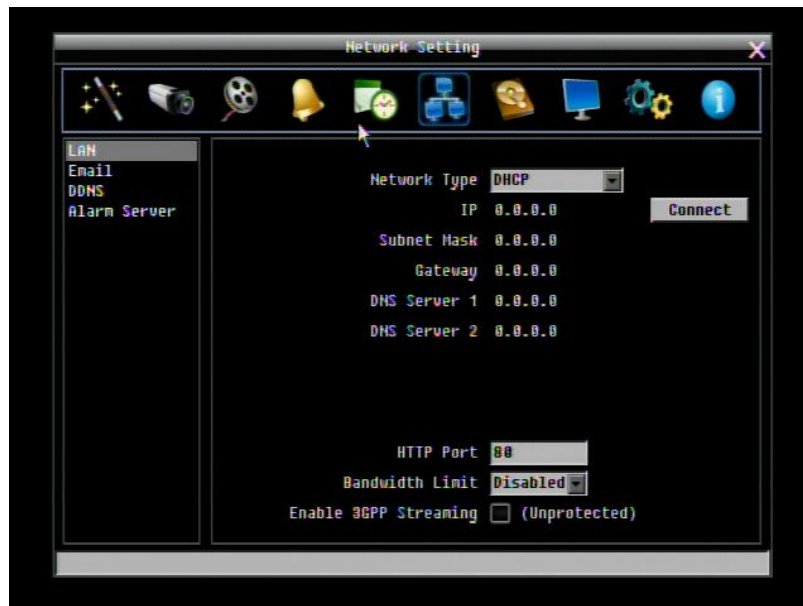 Network Setting
X
LAN
Email
DDNS
Alarm Server
Network Type DHCP
IP 0.0.0.0 Connect
Subnet Mask 0.0.0.0
Gateway 0.0.0.0
DNS Server 1 0.0.0.0
DNS Server 2 0.0.0.0
HTTP Port 80
Bandwidth Limit Disabled
Enable 3GPP Streaming (Unprotected)